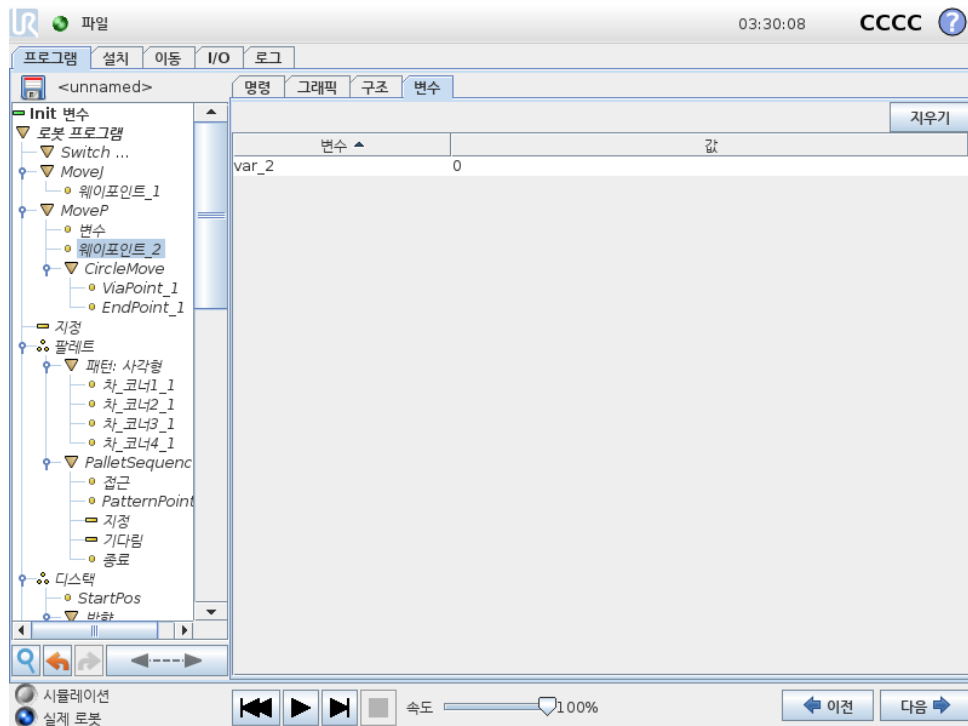 UR 파일 03:30:08 CCCC ?
프로그램 설치 이동 I/O 로그
<unnamed>
명령 그래픽 구조 변수
지우기
변수 값
var_2 0
Init 변수
로봇 프로그램
Switch ...
MoveJ
웨이포인트_1
MoveP
변수
웨이포인트_2
CircleMove
ViaPoint_1
EndPoint_1
지정
팔레트
패턴: 사각형
차_코너1_1
차_코너2_1
차_코너3_1
차_코너4_1
PalletSequenc
접근
PatternPoint
지정
기다림
종료
디스택
StartPos
방향
시뮬레이션
실제 로봇
속도 100%
이전 다음